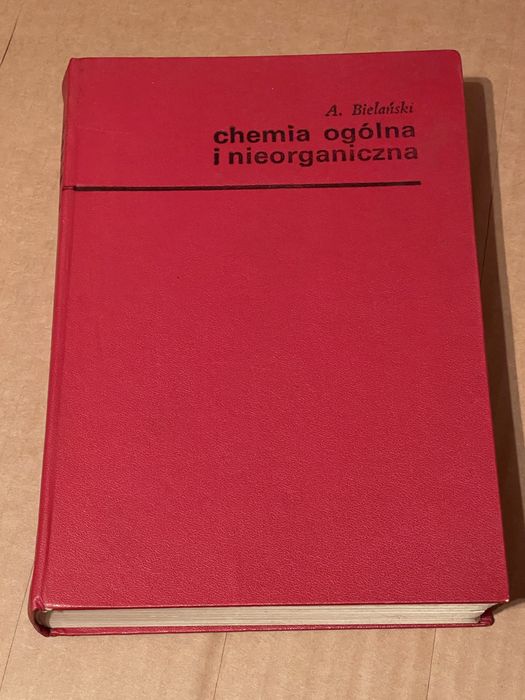 A. Bielański
chemia ogólna
i nieorganiczna